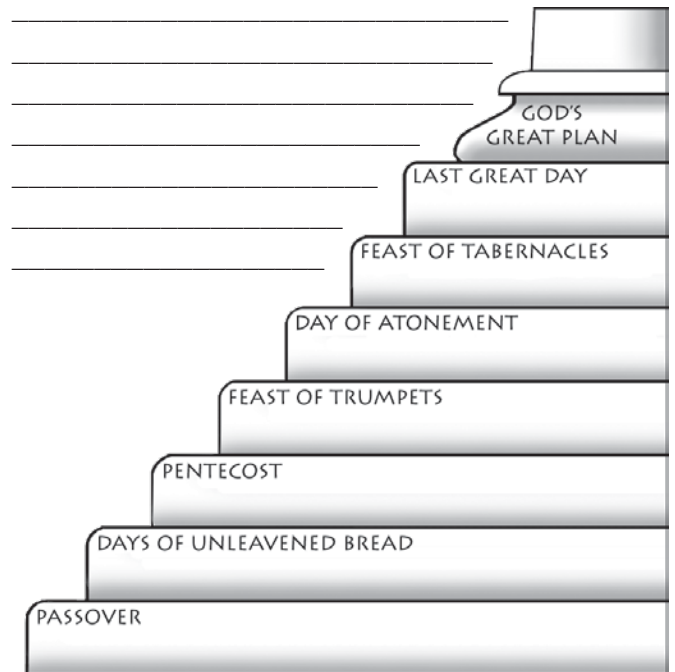 GOD'S
GREAT PLAN
LAST GREAT DAY
FEAST OF TABERNACLES
DAY OF ATONEMENT
FEAST OF TRUMPETS
PENTECOST
DAYS OF UNLEAVENED BREAD
PASSOVER